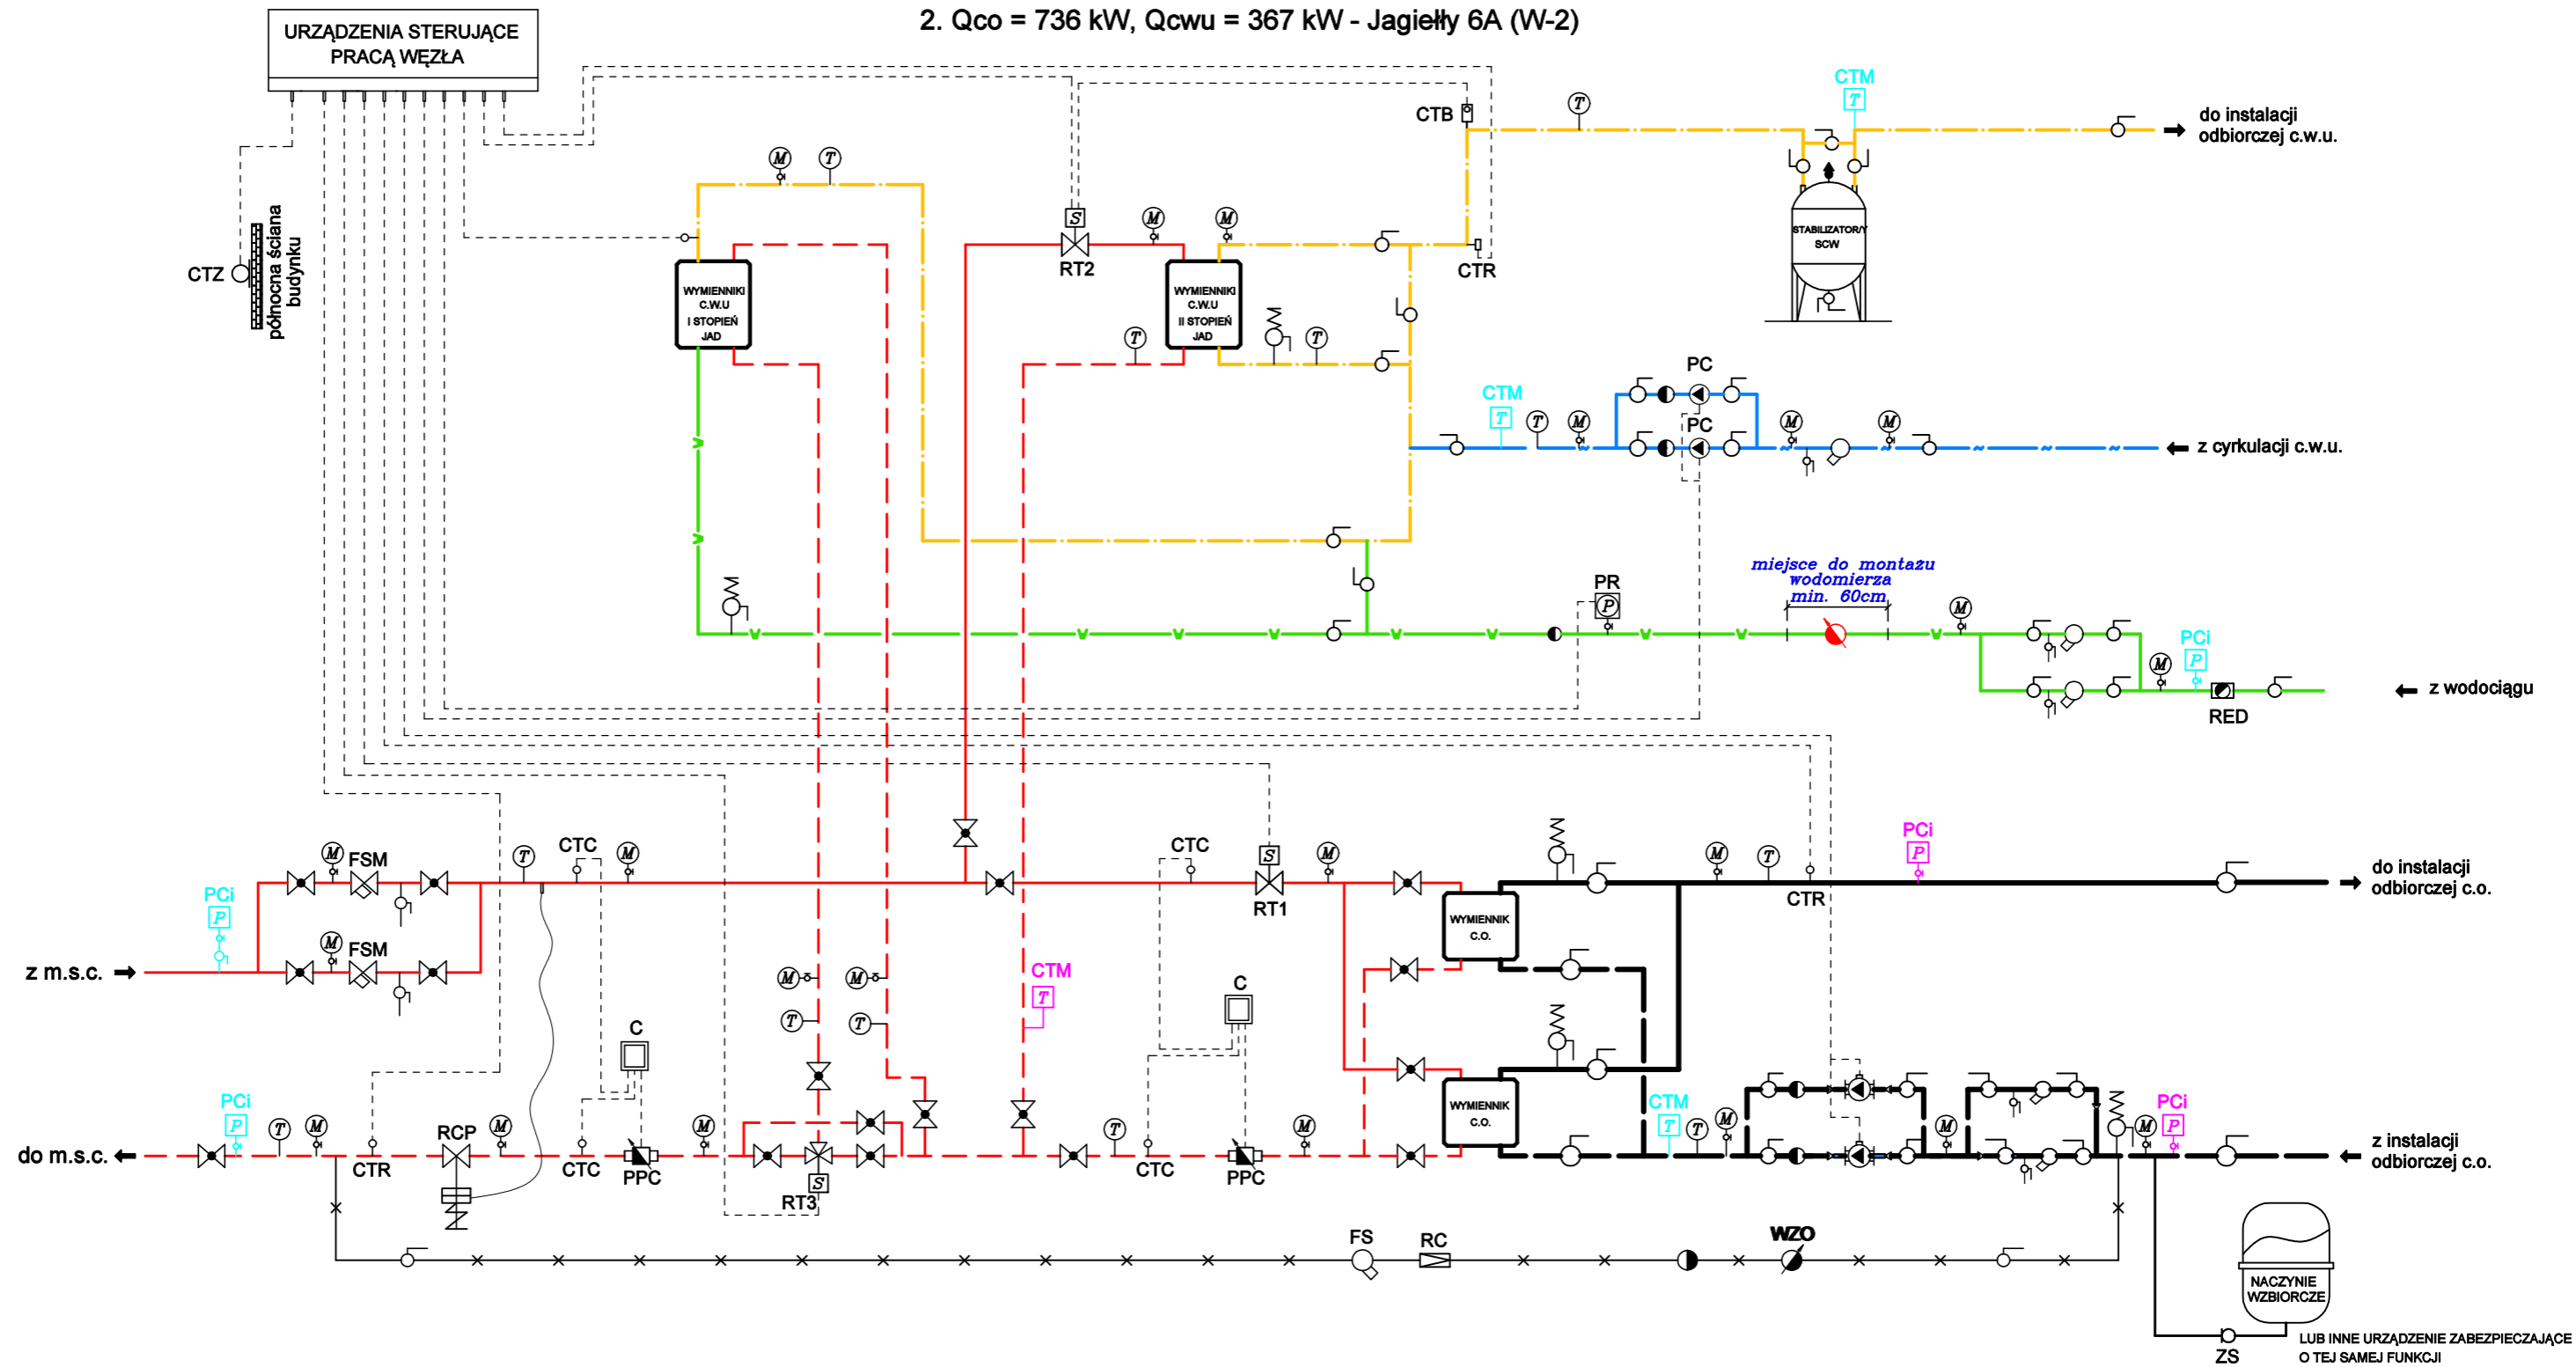 2. Qco = 736 kW, Qcwu = 367 kW - Jagiełły 6A (W-2)
URZĄDZENIA STERUJĄCE
PRACĄ WĘZŁA
CTM
T
CTB
T
do instalacji
odbiorczej c.w.u.
M
T
północna ściana
budynku
CTZ
S
RT2
M
M
CTR
STABILIZATOR/Y
SCW
WYMIENNIKI
C.W.U
I STOPIEŃ
JAD
WYMIENNIKI
C.W.U
II STOPIEŃ
JAD
T
T
PC
CTM
T
T
M
PC
M
M
z cyrkulacji c.w.u.
miejsce do montażu
wodomierza
min. 60cm
PR
P
M
PCi
P
M
RED
z wodociągu
M
FSM
T
CTC
M
CTC
S
RT1
M
M
T
CTR
PCi
P
do instalacji
odbiorczej c.o.
PCi
P
M
FSM
z m.s.c.
WYMIENNIK
C.O.
M
M
CTM
T
T
T
C
C
WYMIENNIK
C.O.
PCi
P
T
M
do m.s.c.
CTR
RCP
M
CTC
PPC
M
RT3
S
T
CTC
PPC
M
CTM
T
T
M
M
M
PCi
P
z instalacji
odbiorczej c.o.
FS
RC
WZO
NACZYNIE
WZBIORCZE
ZS
LUB INNE URZĄDZENIE ZABEZPIECZAJĄCE
O TEJ SAMEJ FUNKCJI